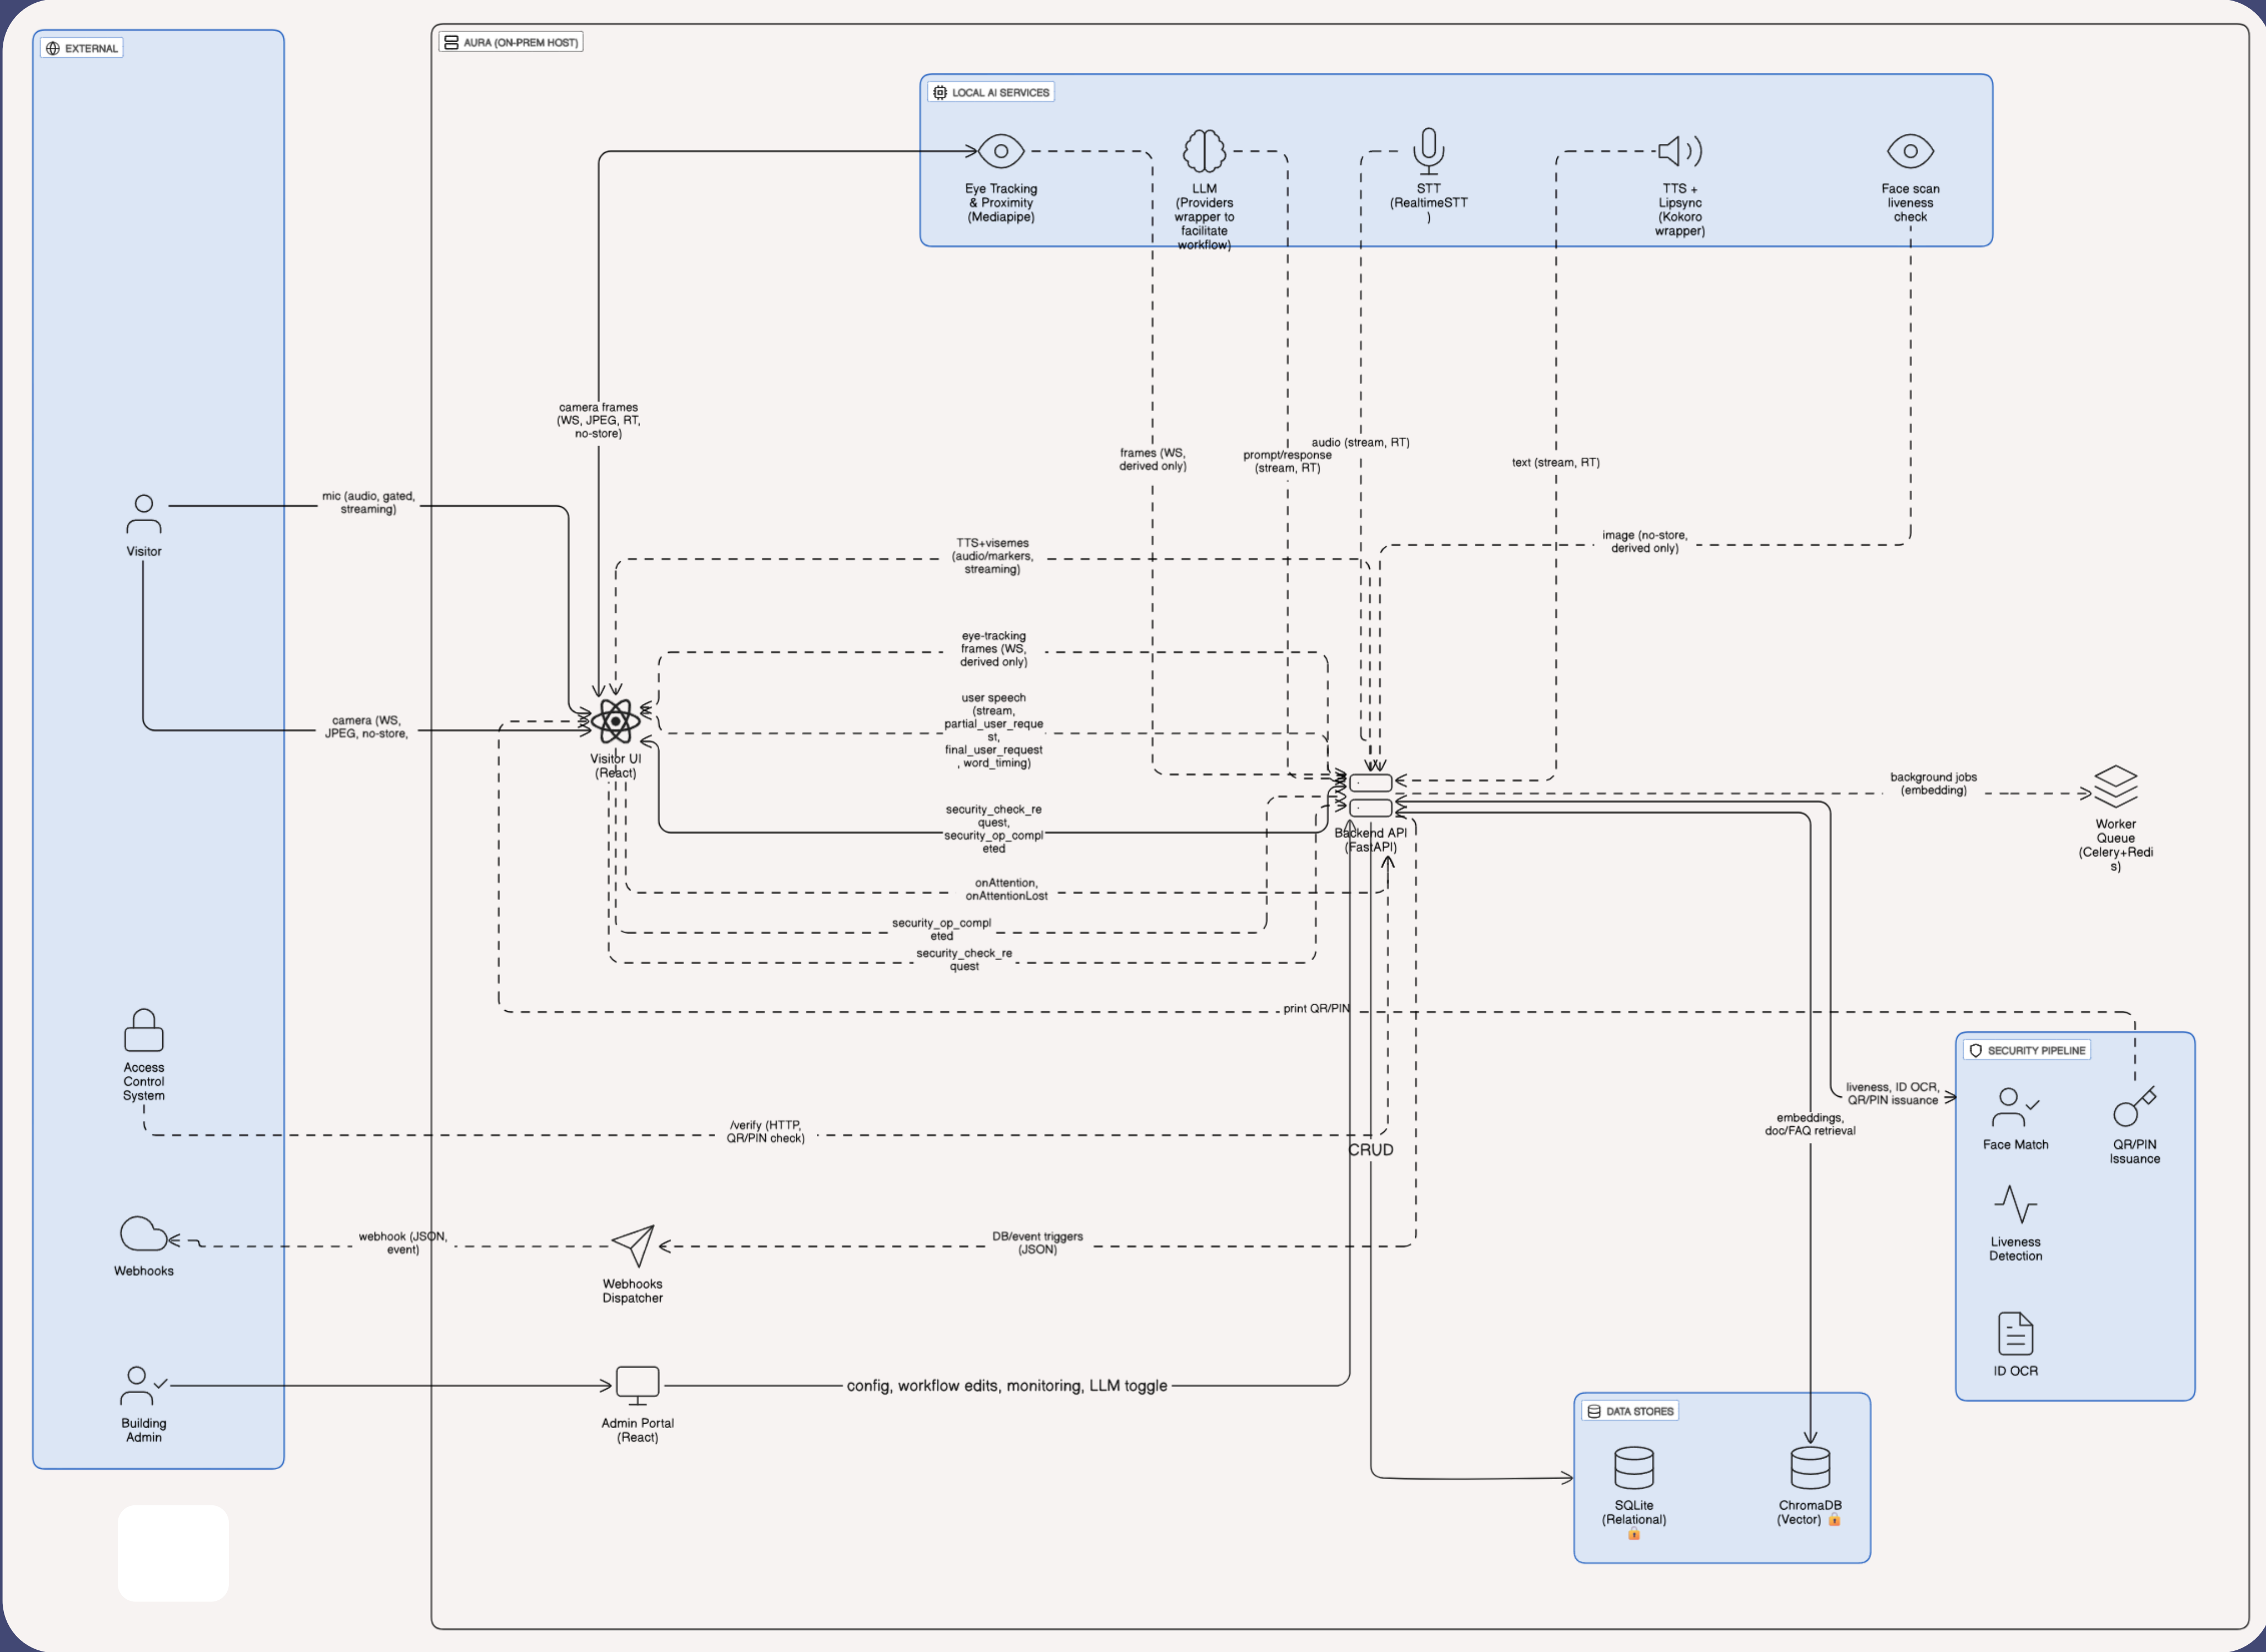 EXTERNAL
AURA (ON-PREM HOST)
LOCAL AI SERVICES
Eye Tracking
& Proximity
(Mediapipe)
LLM
(Providers
wrapper to
facilitate
workflow)
STT
(RealtimeSTT
)
TTS +
Lipsync
(Kokoro
wrapper)
Face scan
liveness
check
camera frames
(WS, JPEG, RT,
no-store)
frames (WS,
derived only)
prompt/response
(stream, RT)
audio (stream, RT)
text (stream, RT)
image (no-store,
derived only)
mic (audio, gated,
streaming)
Visitor
TTS+visemes
(audio/markers,
streaming)
eye-tracking
frames (WS,
derived only)
user speech
(stream,
partial_user_reque
st,
final_user_request
, word_timing)
camera (WS,
JPEG, no-store,
Visitor UI
(React)
security_check_re
quest,
security_op_compl
eted
Backend API
(FastAPI)
background jobs
(embedding)
Worker
Queue
(Celery+Redi
s)
onAttention,
onAttentionLost
security_op_compl
eted
security_check_re
quest
print QR/PIN
Access
Control
System
/verify (HTTP,
QR/PIN check)
CRUD
SECURITY PIPELINE
liveness, ID OCR,
QR/PIN issuance
embeddings,
doc/FAQ retrieval
Face Match
QR/PIN
Issuance
Liveness
Detection
ID OCR
Webhooks
webhook (JSON,
event)
Webhooks
Dispatcher
DB/event triggers
(JSON)
Building
Admin
Admin Portal
(React)
config, workflow edits, monitoring, LLM toggle
DATA STORES
SQLite
(Relational)
🔒
ChromaDB
(Vector) 🔒